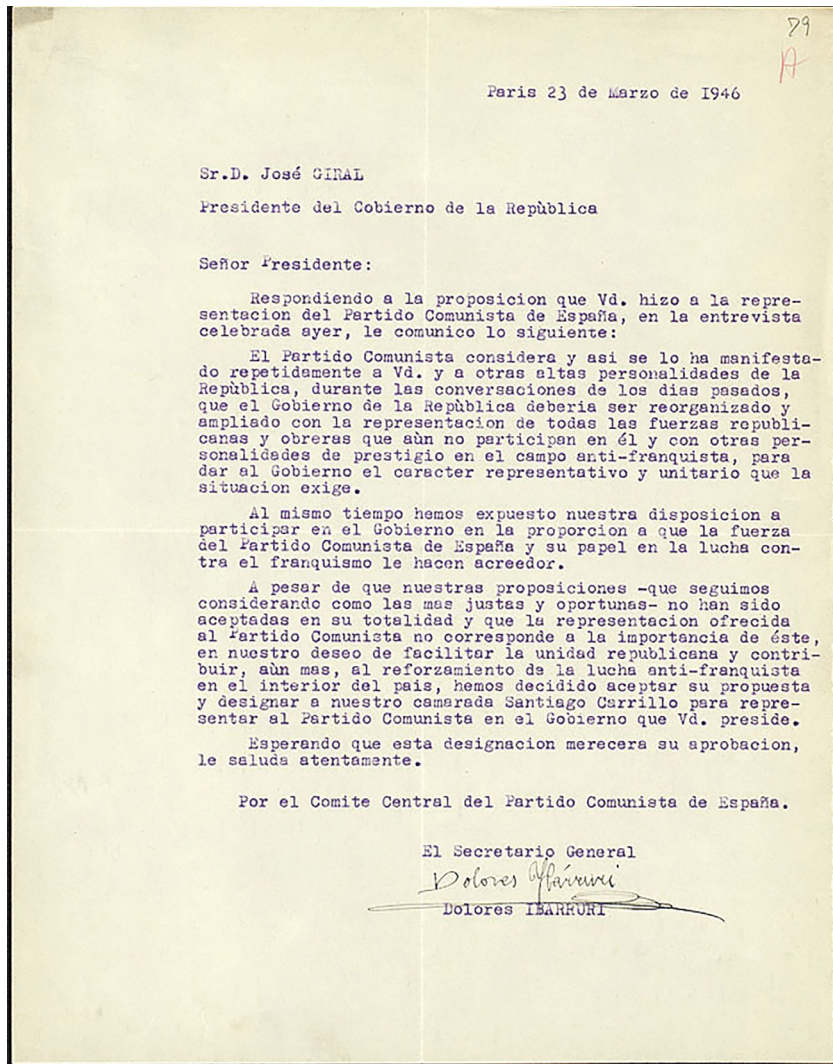 79
A
Paris 23 de Marzo de I946
Sr.D. José GIRAL
Presidente del Gobierno de la Repùblica
Señor Presidente:
Respondiendo a la proposicion que Vd. hizo a la repre-
sentacion del Partido Comunista de España, en la entrevista
celebrada ayer, le comunico lo siguiente:
El Partido Comunista considera y asi se lo ha manifesta-
do repetidamente a Vd. y a otras altas personalidades de la
Repùblica, durante las conversaciones de los dias pasados,
que el Gobierno de la Repùblica deberia ser reorganizado y
ampliado con la representacion de todas las fuerzas republi-
canas y obreras que aùn no participan en él y con otras per-
sonalidades de prestigio en el campo anti-franquista, para
dar al Gobierno el caracter representativo y unitario que la
situacion exige.
Al mismo tiempo hemos expuesto nuestra disposicion a
participar en el Gobierno en la proporcion a que la fuerza
del Partido Comunista de España y su papel en la lucha con-
tra el franquismo le hacen acreedor.
A pesar de que nuestras proposiciones -que seguimos
considerando como las mas justas y oportunas- no han sido
aceptadas en su totalidad y que la representacion ofrecida
al Partido Comunista no corresponde a la importancia de éste,
en nuestro deseo de facilitar la unidad republicana y contri-
buir, aùn mas, al reforzamiento de la lucha anti-franquista
en el interior del pais, hemos decidido aceptar su propuesta
y designar a nuestro camarada Santiago Carrillo para repre-
sentar al Partido Comunista en el Gobierno que Vd. preside.
Esperando que esta designacion merecera su aprobacion,
le saluda atentamente.
Por el Comite Central del Partido Comunista de España.
El Secretario General
Dolores Ibárruri
Dolores IBARRURI